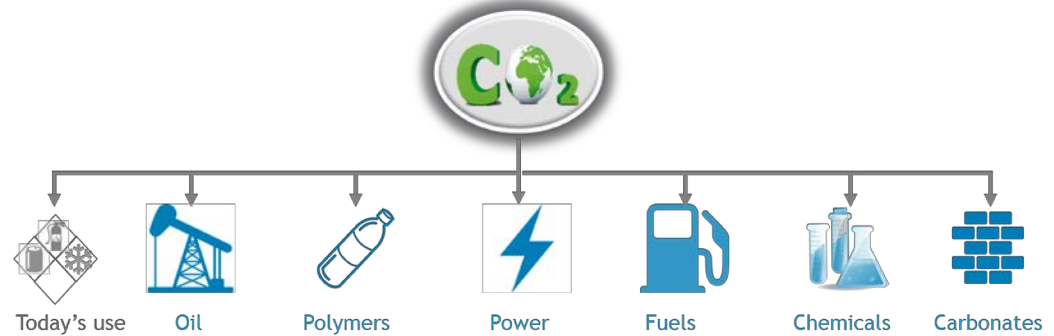 CO2
Today's use
Oil
Polymers
Power
Fuels
Chemicals
Carbonates